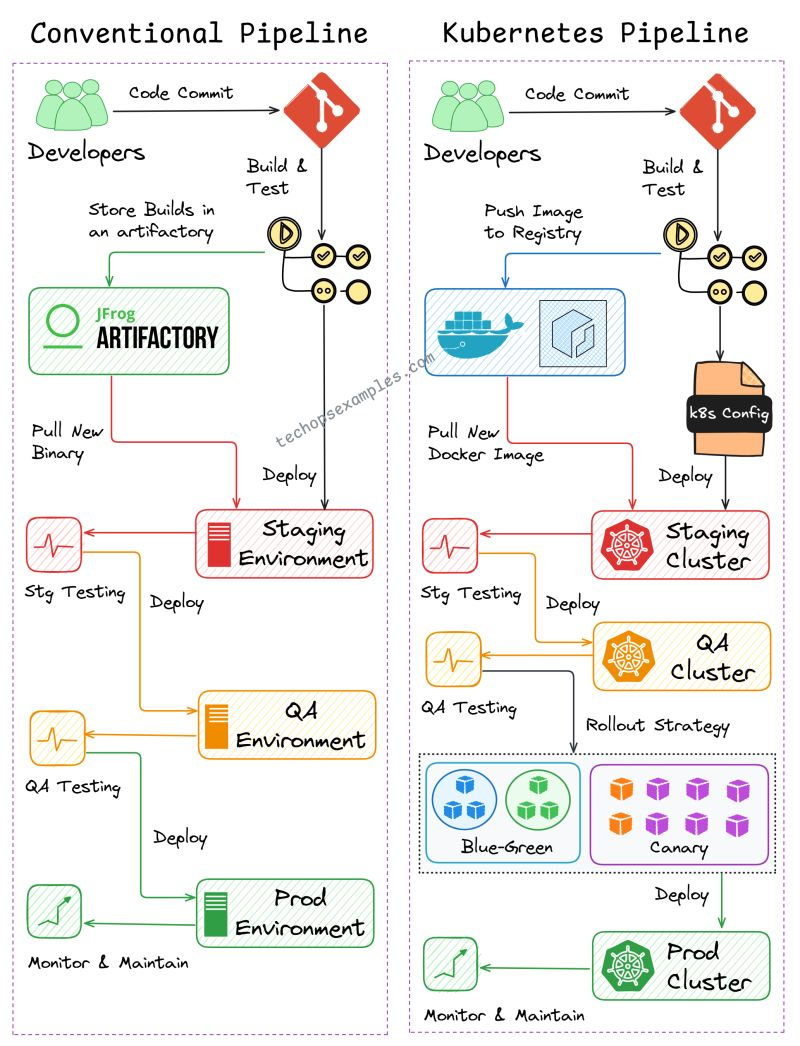 Conventional Pipeline
Code Commit
Developers
Build &
Test
Store Builds in
an artifactory
JFrog
ARTIFACTORY
Pull New
Binary
Deploy
Staging
Environment
Stg Testing
Deploy
QA
Environment
QA Testing
Deploy
Prod
Environment
Monitor & Maintain
techopsexamples.com
Kubernetes Pipeline
Code Commit
Developers
Build &
Test
Push Image
to Registry
k8s Config
Pull New
Docker Image
Deploy
Staging
Cluster
Stg Testing
Deploy
QA
Cluster
QA Testing
Rollout Strategy
Blue-Green
Canary
Deploy
Prod
Cluster
Monitor & Maintain